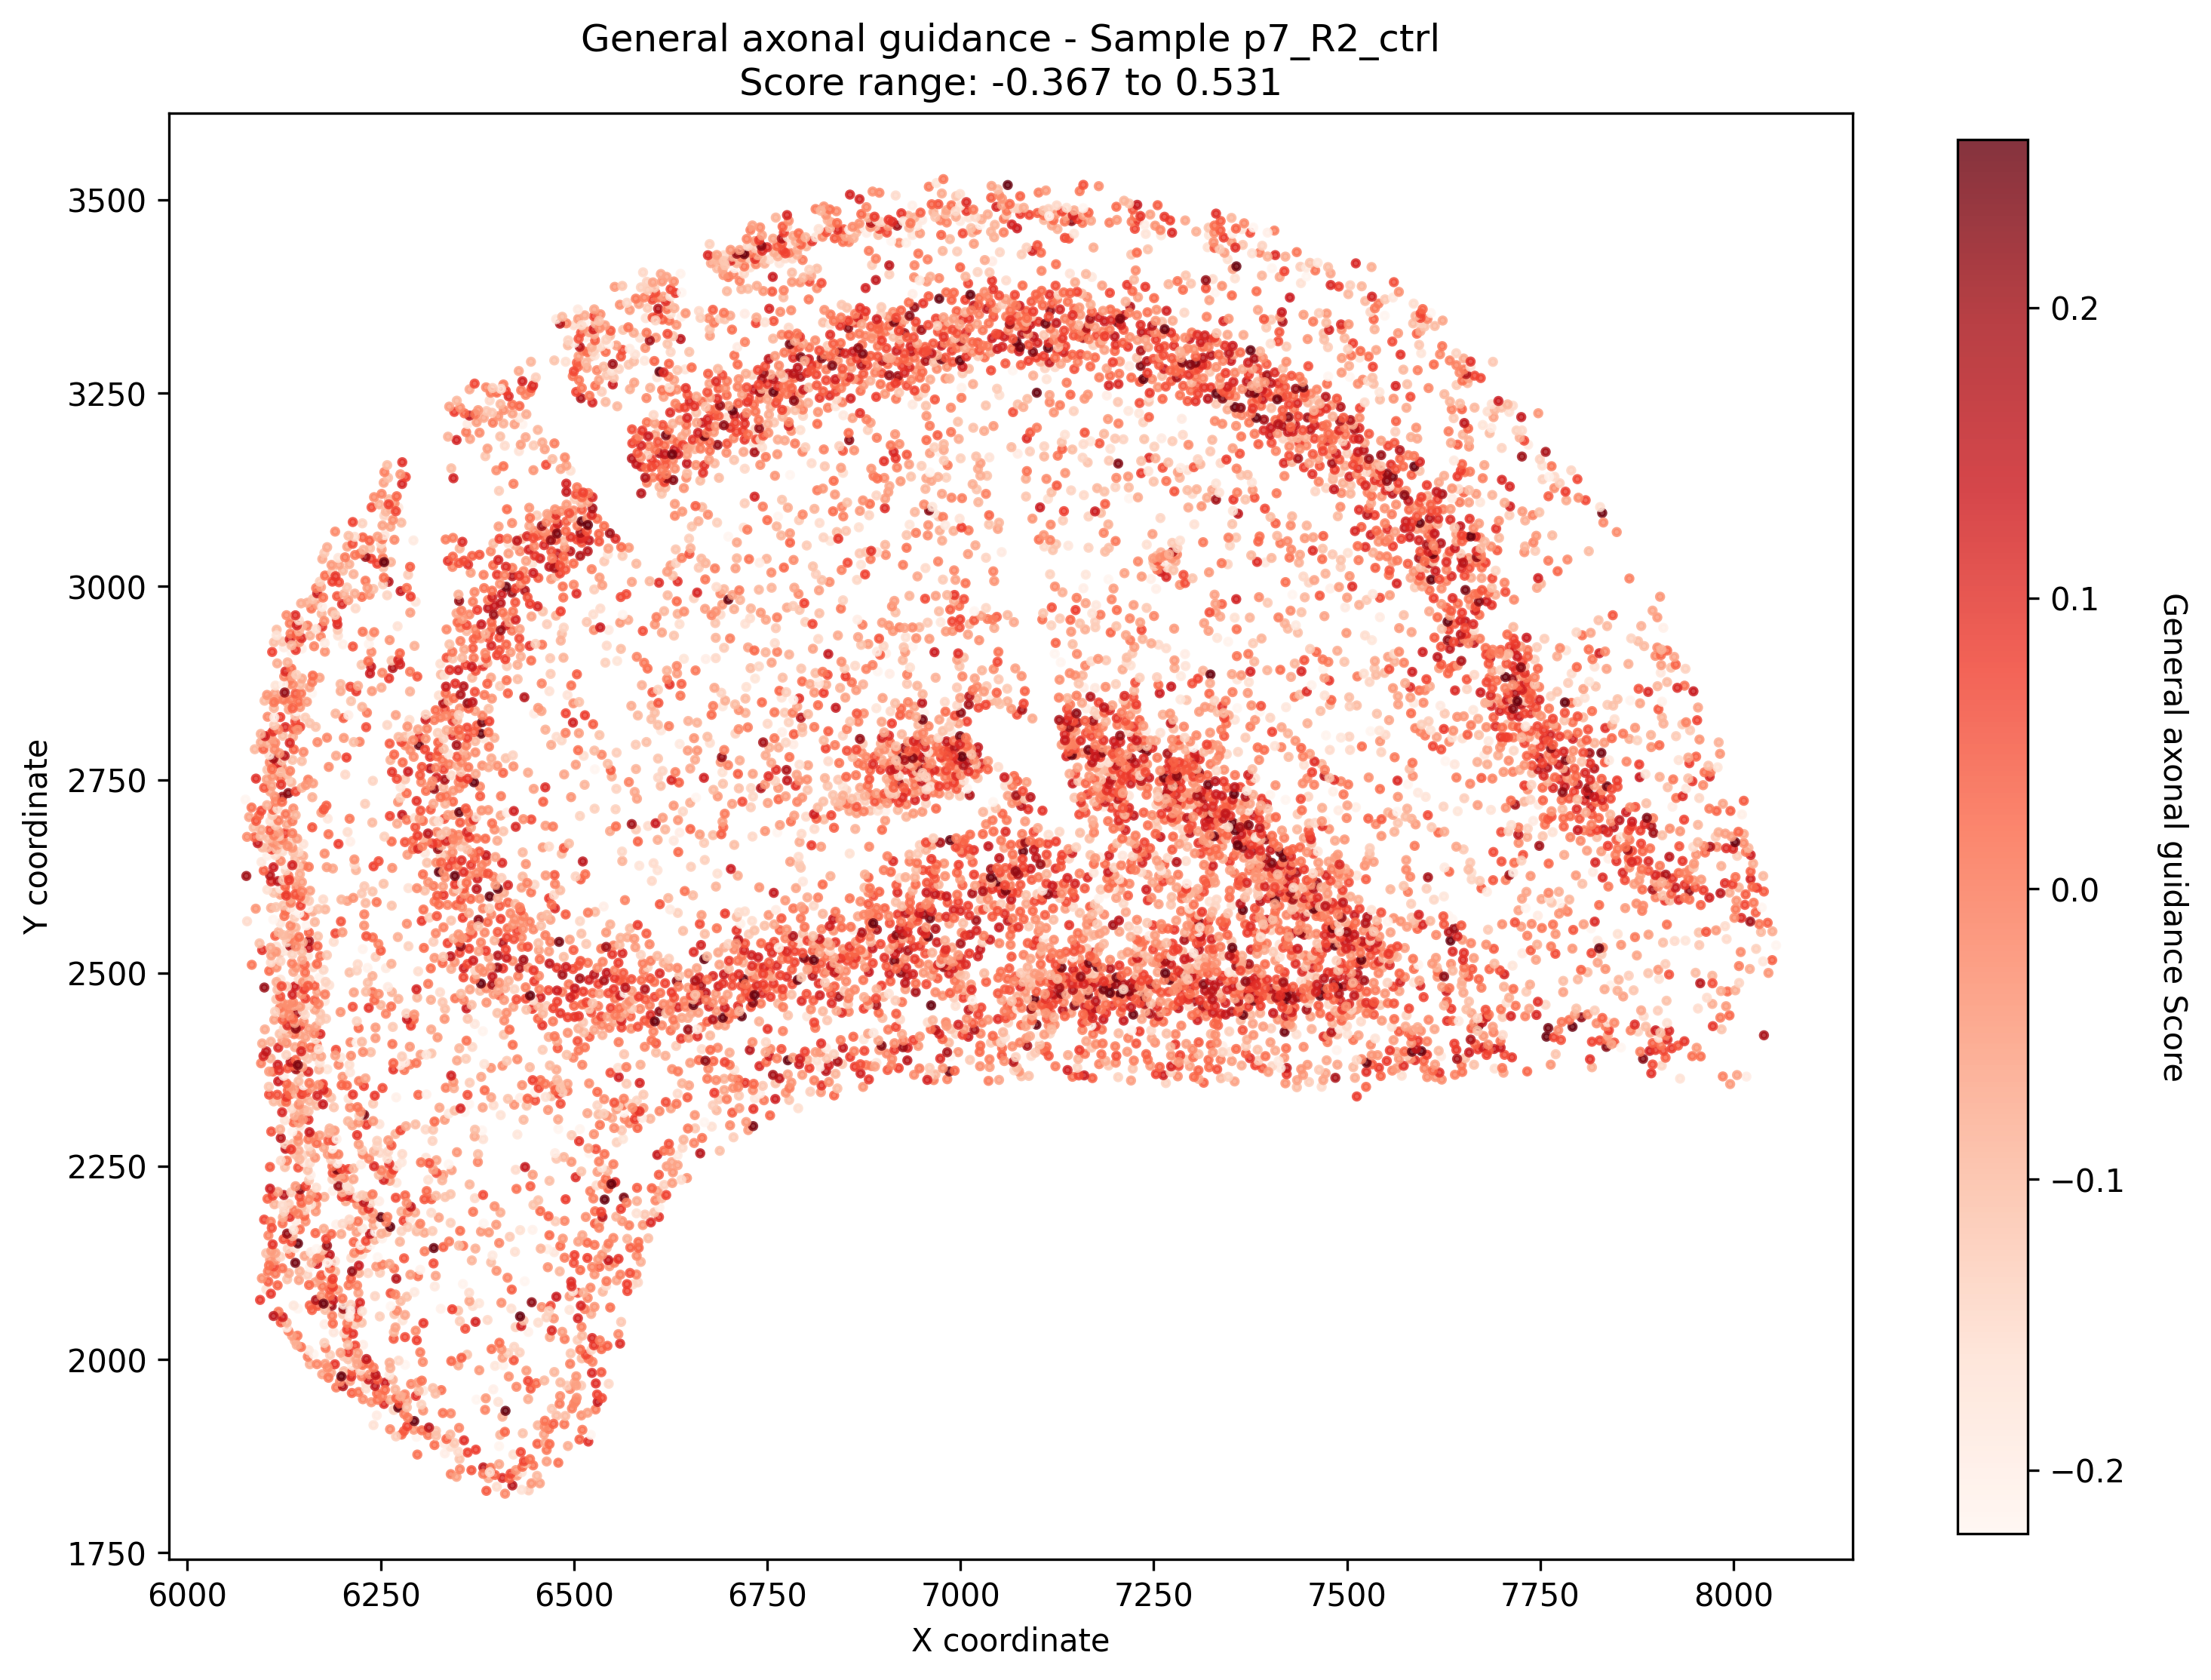 General axonal guidance - Sample p7_R2_ctrl
Score range: -0.367 to 0.531
3500
3250
3000
2750
2500
2250
2000
1750
Y coordinate
6000 6250 6500 6750 7000 7250 7500 7750 8000
X coordinate
0.2
0.1
0.0
−0.1
−0.2
General axonal guidance Score